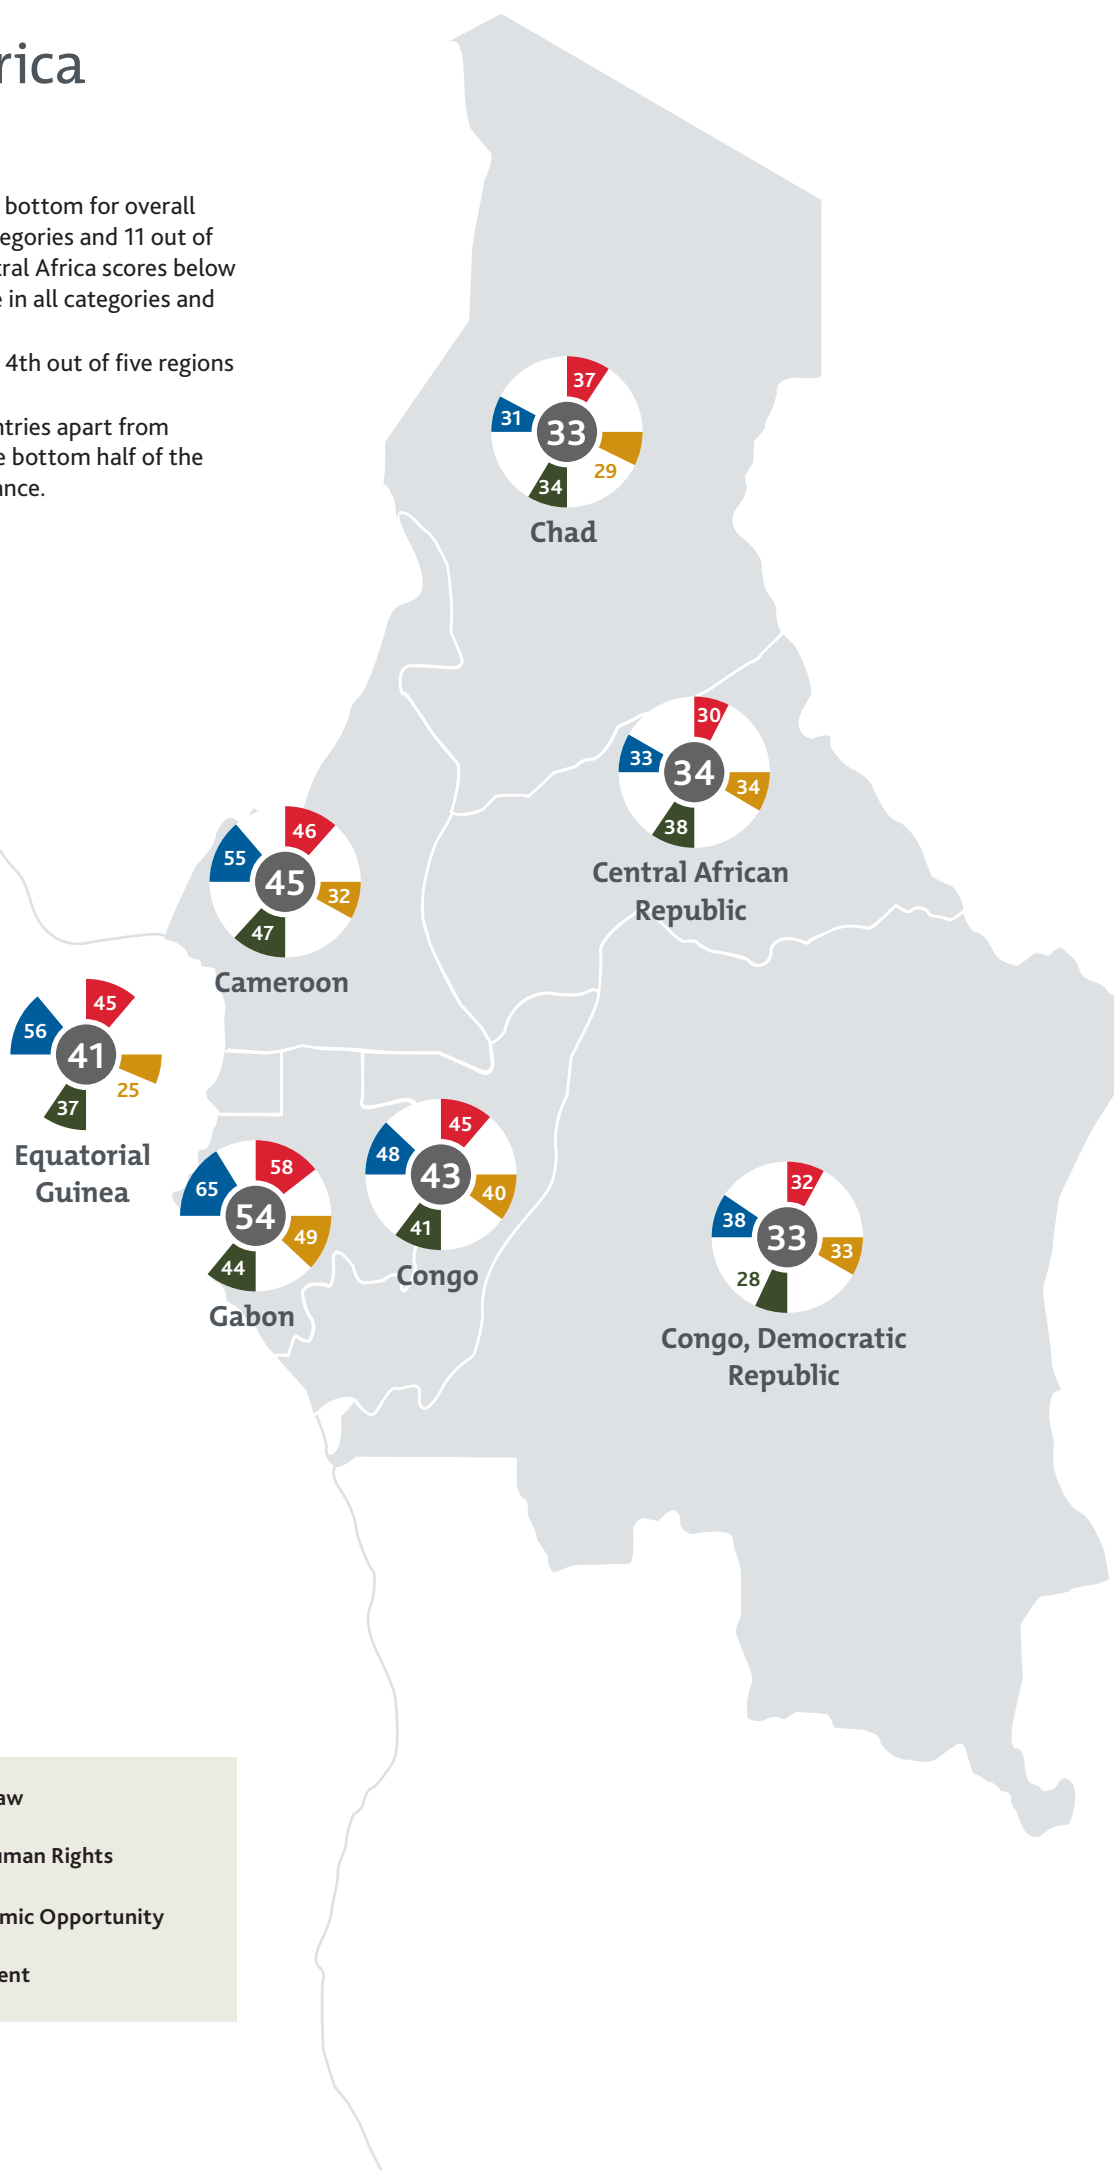 rica
bottom for overall
egories and 11 out of
tral Africa scores below
e in all categories and
4th out of five regions
ntries apart from
e bottom half of the
ance.
37
31
33
29
34
Chad
30
33
34
34
38
Central African
Republic
46
55
45
32
47
Cameroon
45
56
41
25
37
Equatorial
Guinea
58
65
54
49
44
Gabon
45
48
43
40
41
Congo
32
38
33
33
28
Congo, Democratic
Republic
aw
uman Rights
mic Opportunity
ent